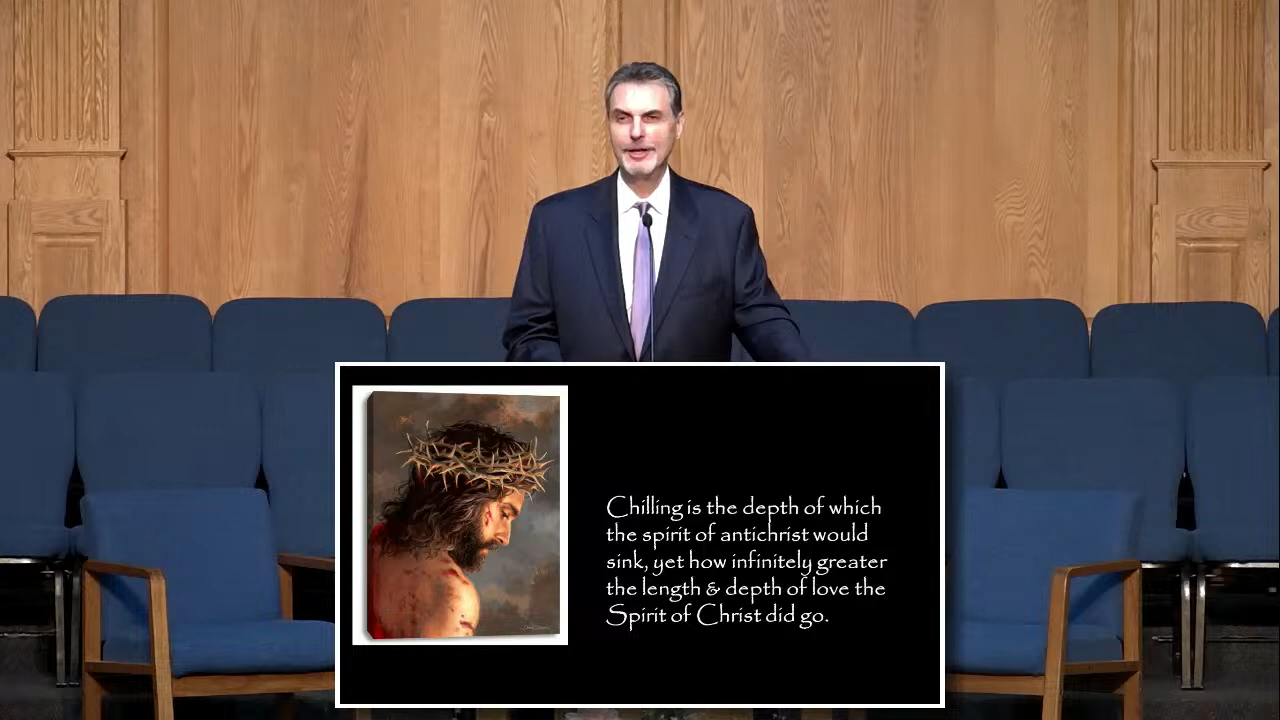 Chilling is the depth of which
the spirit of antichrist would
sink, yet how infinitely greater
the length & depth of love the
Spirit of Christ did go.